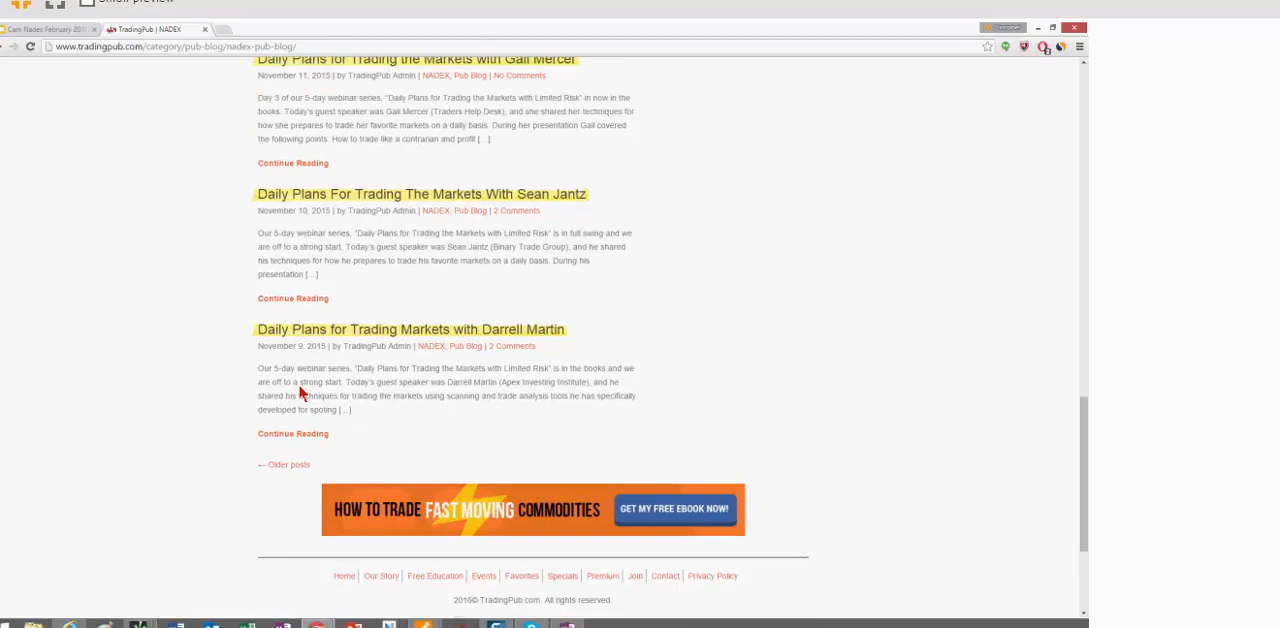 Small preview
Cam Nadex February 201
TradingPub | NADEX
www.tradingpub.com/category/pub-blog/nadex-pub-blog/
Daily Plans for Trading the Markets with Gail Mercer
November 11, 2015 | by TradingPub Admin | NADEX, Pub Blog | No Comments
Day 3 of our 5-day webinar series, "Daily Plans for Trading the Markets with Limited Risk" in now in the
books. Today's guest speaker was Gail Mercer (Traders Help Desk), and she shared her techniques for
how she prepares to trade her favorite markets on a daily basis. During her presentation Gail covered
the following points. How to trade like a contrarian and profit [...]
Continue Reading
Daily Plans For Trading The Markets With Sean Jantz
November 10, 2015 | by TradingPub Admin | NADEX, Pub Blog | 2 Comments
Our 5-day webinar series, "Daily Plans for Trading the Markets with Limited Risk" is in full swing and we
are off to a strong start. Today's guest speaker was Sean Jantz (Binary Trade Group), and he shared
his techniques for how he prepares to trade his favorite markets on a daily basis. During his
presentation [...]
Continue Reading
Daily Plans for Trading Markets with Darrell Martin
November 9, 2015 | by TradingPub Admin | NADEX, Pub Blog | 2 Comments
Our 5-day webinar series, "Daily Plans for Trading the Markets with Limited Risk" is in the books and we
are off to a strong start. Today's guest speaker was Darrell Martin (Apex Investing Institute), and he
shared his techniques for trading the markets using scanning and trade analysis tools he has specifically
developed for spoting [...]
Continue Reading
← Older posts
HOW TO TRADE FAST MOVING COMMODITIES GET MY FREE EBOOK NOW!
Home | Our Story | Free Education | Events | Favorites | Specials | Premium | Join | Contact | Privacy Policy
2016© TradingPub.com. All rights reserved.